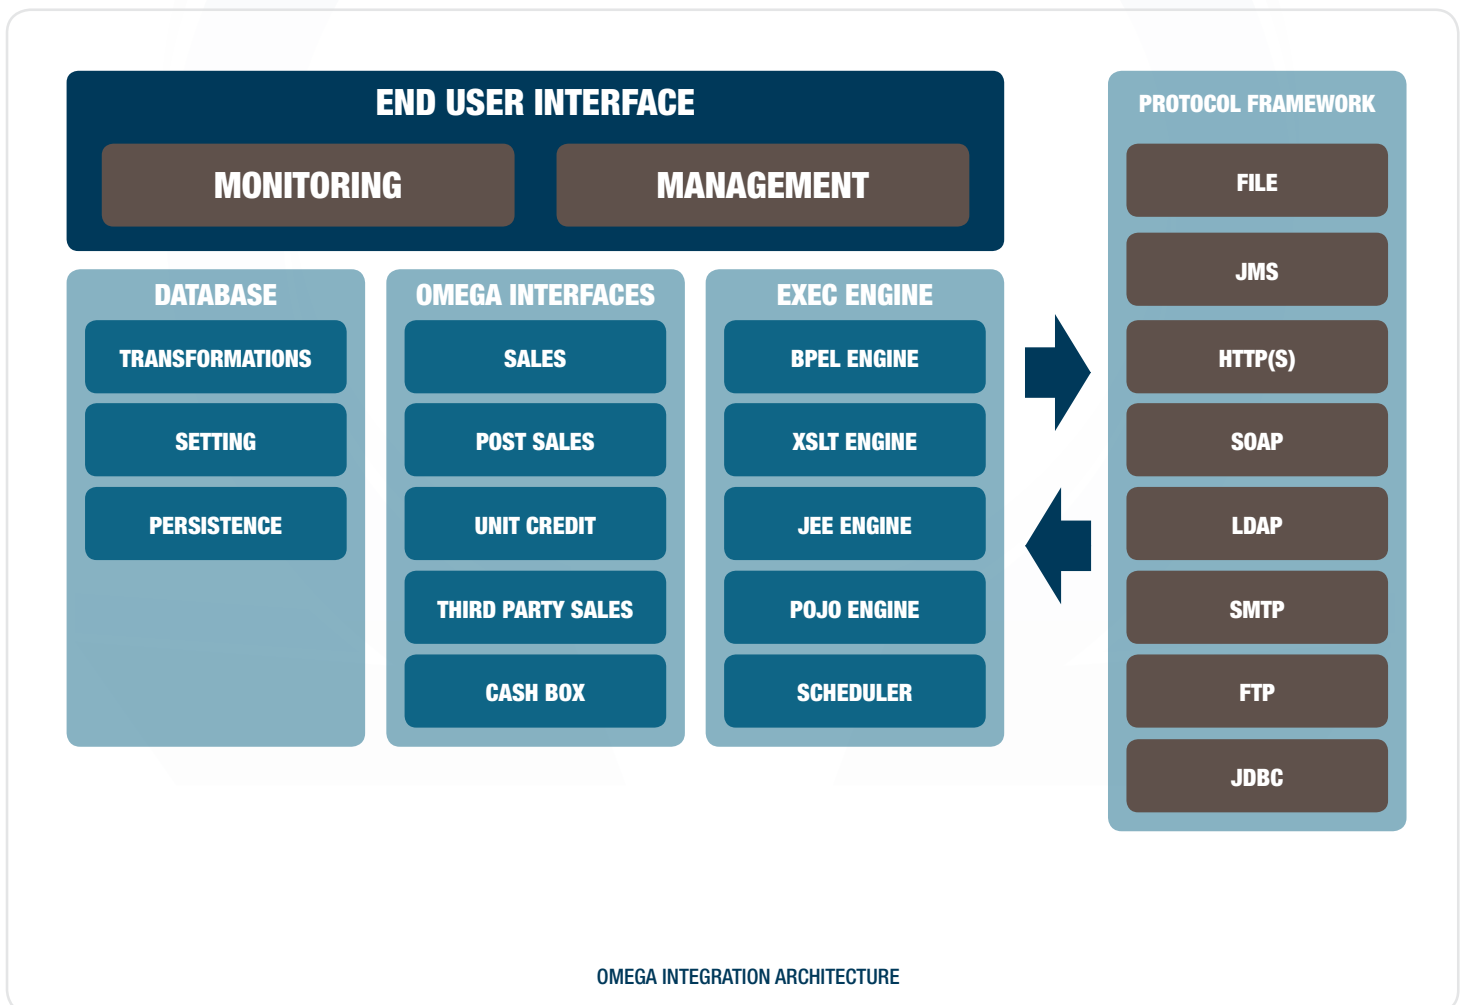 END USER INTERFACE
MONITORING
MANAGEMENT
DATABASE
TRANSFORMATIONS
SETTING
PERSISTENCE
OMEGA INTERFACES
SALES
POST SALES
UNIT CREDIT
THIRD PARTY SALES
CASH BOX
EXEC ENGINE
BPEL ENGINE
XSLT ENGINE
JEE ENGINE
POJO ENGINE
SCHEDULER
PROTOCOL FRAMEWORK
FILE
JMS
HTTP(S)
SOAP
LDAP
SMTP
FTP
JDBC
OMEGA INTEGRATION ARCHITECTURE